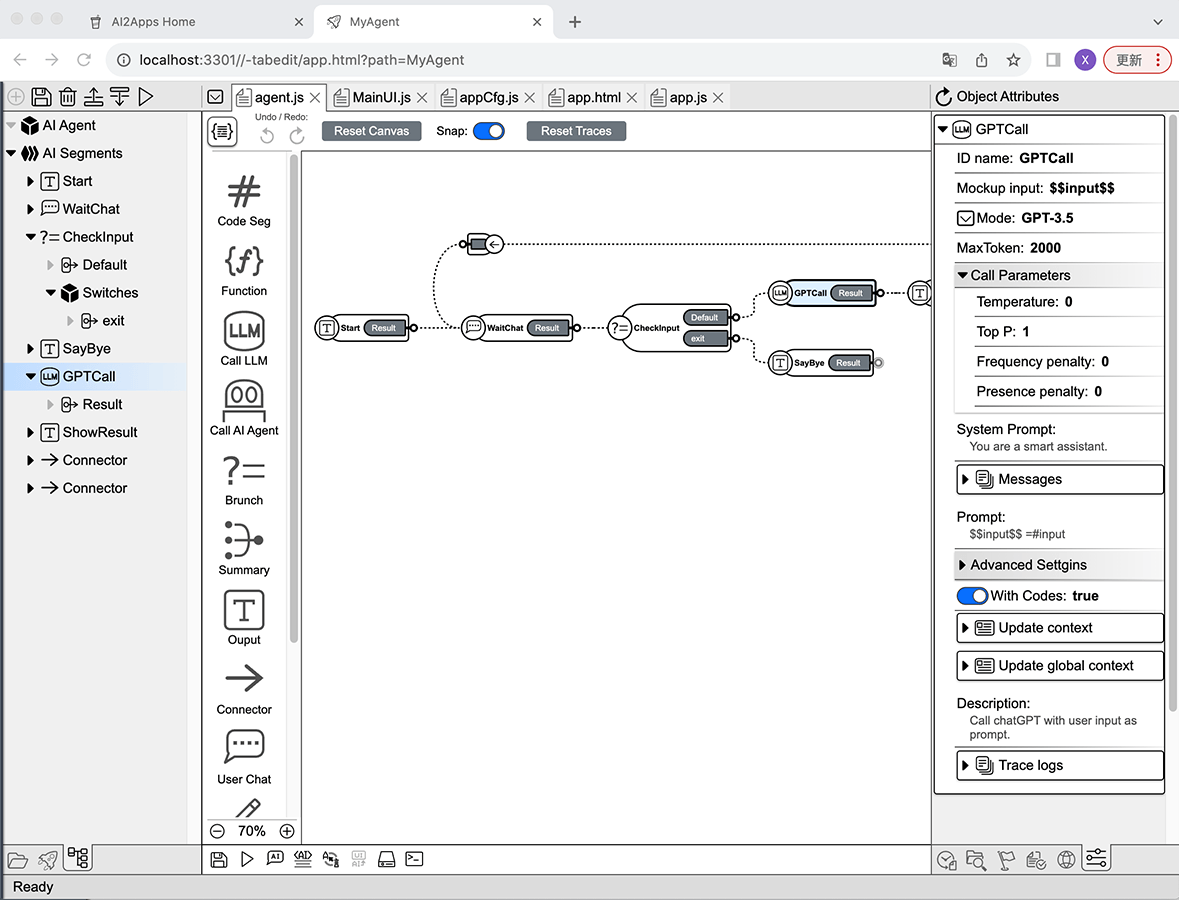 AI2Apps Home
MyAgent
localhost:3301//-tabedit/app.html?path=MyAgent
X
更新
agent.js
MainUI.js
appCfg.js
app.html
app.js
Object Attributes
Undo / Redo:
Reset Canvas
Snap:
Reset Traces
AI Agent
AI Segments
Start
WaitChat
CheckInput
Default
Switches
exit
SayBye
GPTCall
Result
ShowResult
Connector
Connector
Code Seg
Function
LLM
Call LLM
Call AI Agent
Brunch
Summary
Ouput
Connector
User Chat
70%
Start Result
WaitChat Result
CheckInput
Default
exit
LLM GPTCall Result
SayBye Result
LLM GPTCall
ID name: GPTCall
Mockup input: $$input$$
Mode: GPT-3.5
MaxToken: 2000
Call Parameters
Temperature: 0
Top P: 1
Frequency penalty: 0
Presence penalty: 0
System Prompt:
You are a smart assistant.
Messages
Prompt:
$$input$$ =#input
Advanced Settgins
With Codes: true
Update context
Update global context
Description:
Call chatGPT with user input as
prompt.
Trace logs
Ready